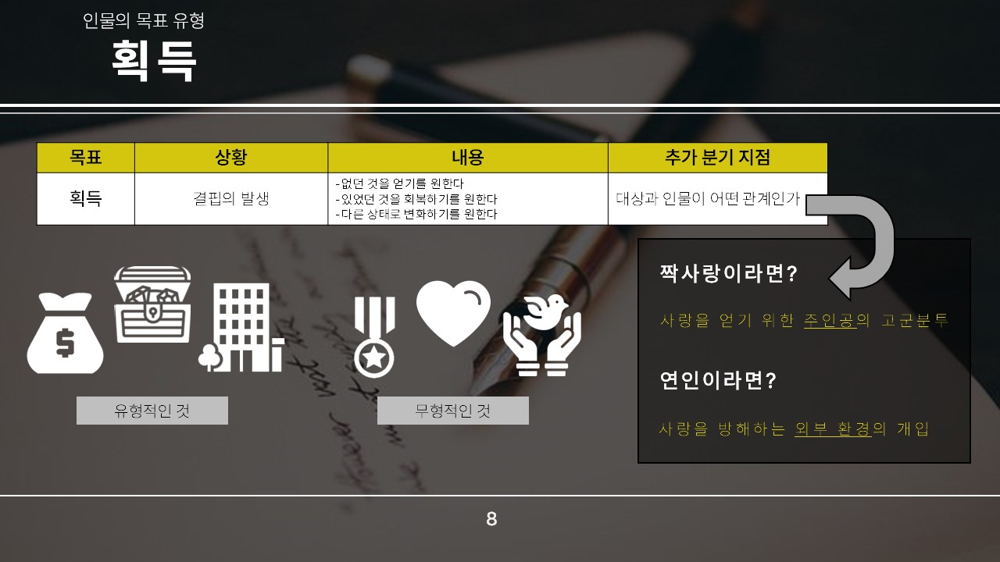 인물의 목표 유형
획득
목표 상황 내용 추가 분기 지점
획득 결핍의 발생 -없던 것을 얻기를 원한다
-있었던 것을 회복하기를 원한다
-다른 상태로 변화하기를 원한다
대상과 인물이 어떤 관계인가
짝사랑이라면?
사랑을 얻기 위한 주인공의 고군분투
연인이라면?
사랑을 방해하는 외부 환경의 개입
$
유형적인 것
무형적인 것
8